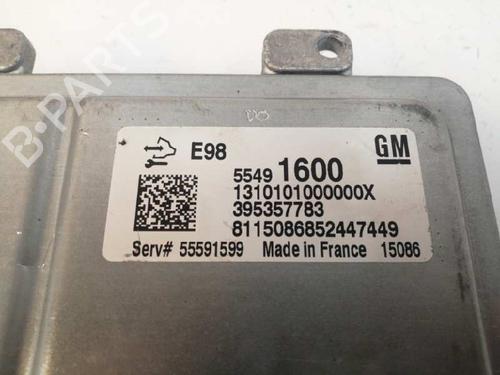 B-PARTS
E98
GM
5549 1600
1310101000000X
395357783
8115086852447449
Serv# 55591599 Made in France 15086